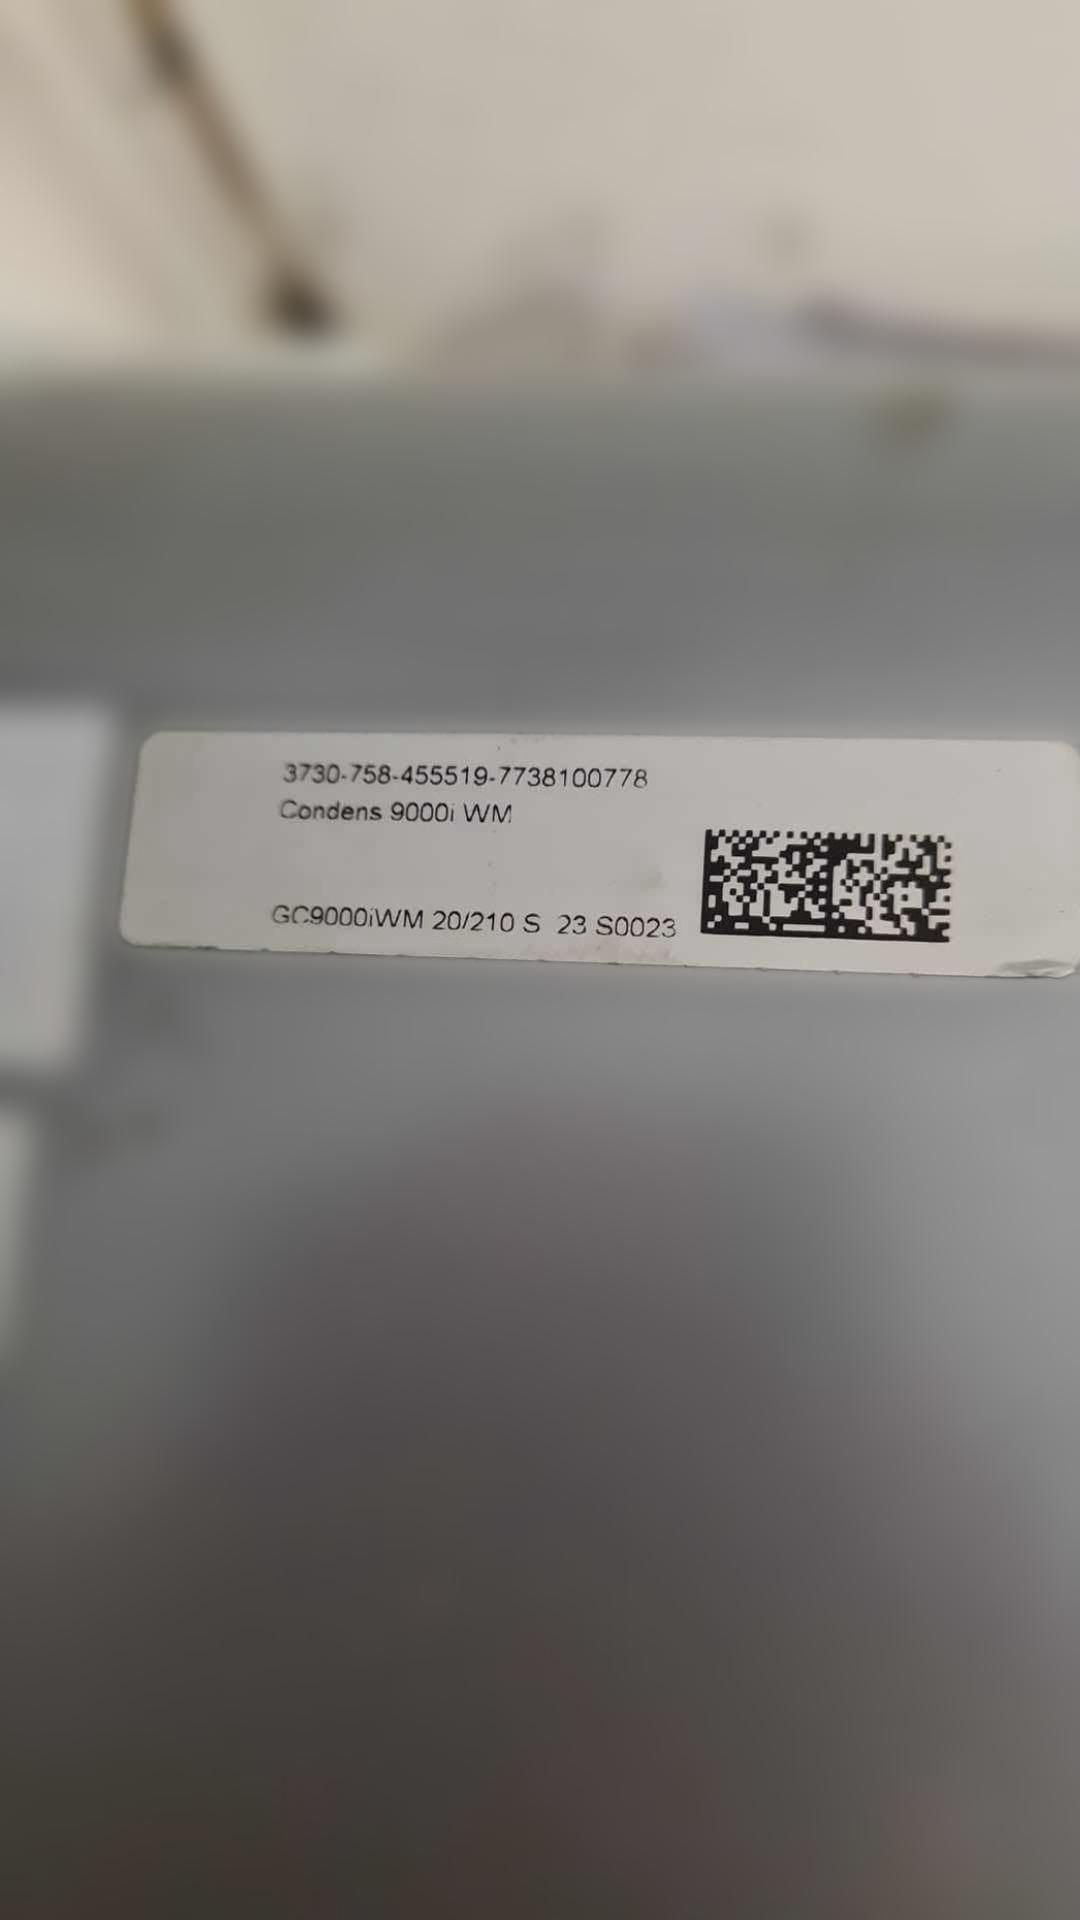 3730-758-455519-7738100778
Condens 9000i WM
GC9000iWM 20/210 S 23 S0023